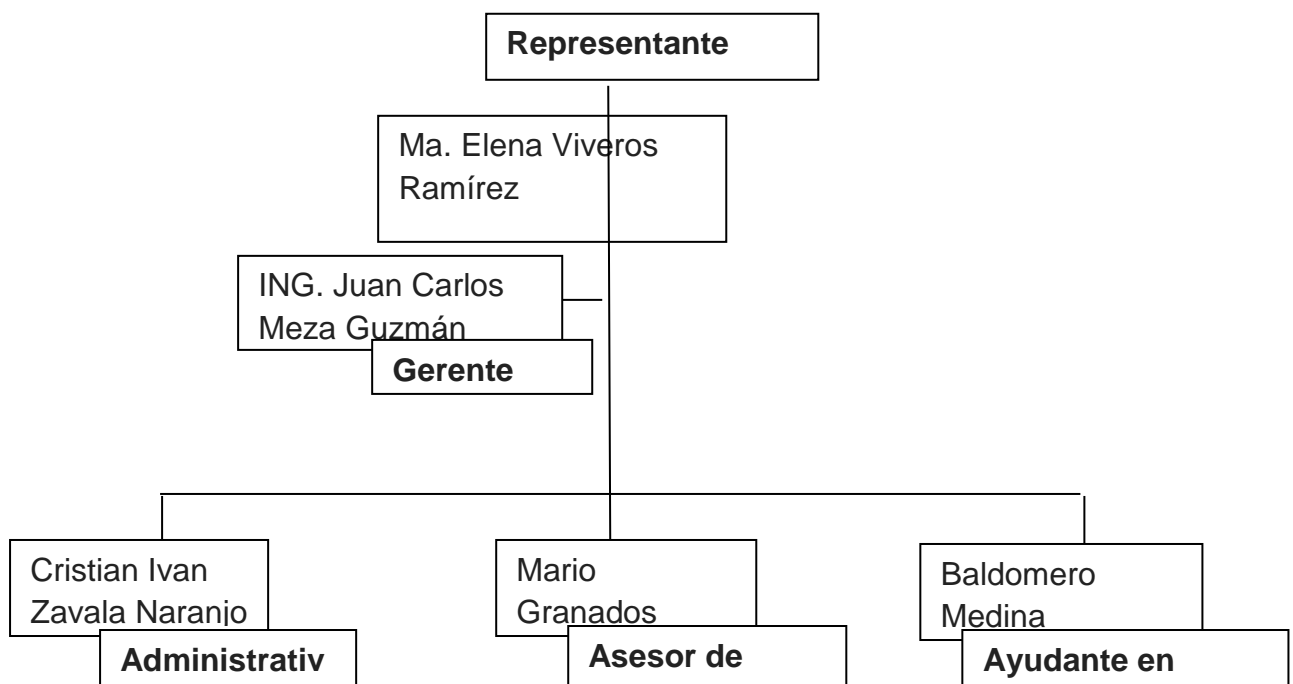 Representante
Ma. Elena Viveros
Ramírez
ING. Juan Carlos
Meza Guzmán
Gerente
Cristian Ivan
Zavala Naranjo
Administrativ
Mario
Granados
Asesor de
Baldomero
Medina
Ayudante en